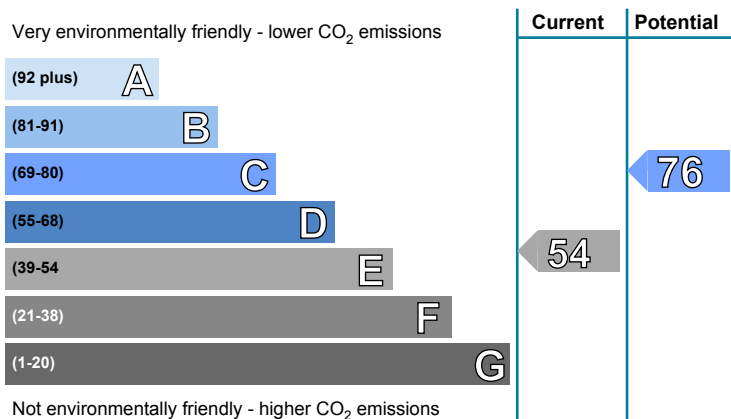 Very environmentally friendly - lower CO₂ emissions
Current
Potential
(92 plus) A
(81-91) B
(69-80) C
76
(55-68) D
54
(39-54 E
(21-38) F
(1-20) G
Not environmentally friendly - higher CO₂ emissions